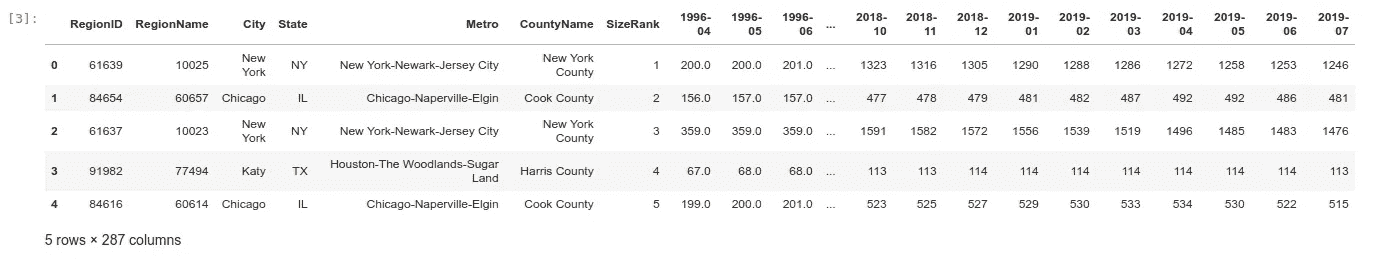 [3]:
RegionID RegionName City State Metro CountyName SizeRank 1996-04 1996-05 1996-06 ... 2018-10 2018-11 2018-12 2019-01 2019-02 2019-03 2019-04 2019-05 2019-06 2019-07
0 61639 10025 New York NY New York-Newark-Jersey City New York County 1 200.0 200.0 201.0 ... 1323 1316 1305 1290 1288 1286 1272 1258 1253 1246
1 84654 60657 Chicago IL Chicago-Naperville-Elgin Cook County 2 156.0 157.0 157.0 ... 477 478 479 481 482 487 492 492 486 481
2 61637 10023 New York NY New York-Newark-Jersey City New York County 3 359.0 359.0 359.0 ... 1591 1582 1572 1556 1539 1519 1496 1485 1483 1476
3 91982 77494 Katy TX Houston-The Woodlands-Sugar Land Harris County 4 67.0 68.0 68.0 ... 113 113 114 114 114 114 114 114 114 113
4 84616 60614 Chicago IL Chicago-Naperville-Elgin Cook County 5 199.0 200.0 201.0 ... 523 525 527 529 530 533 534 530 522 515
5 rows × 287 columns